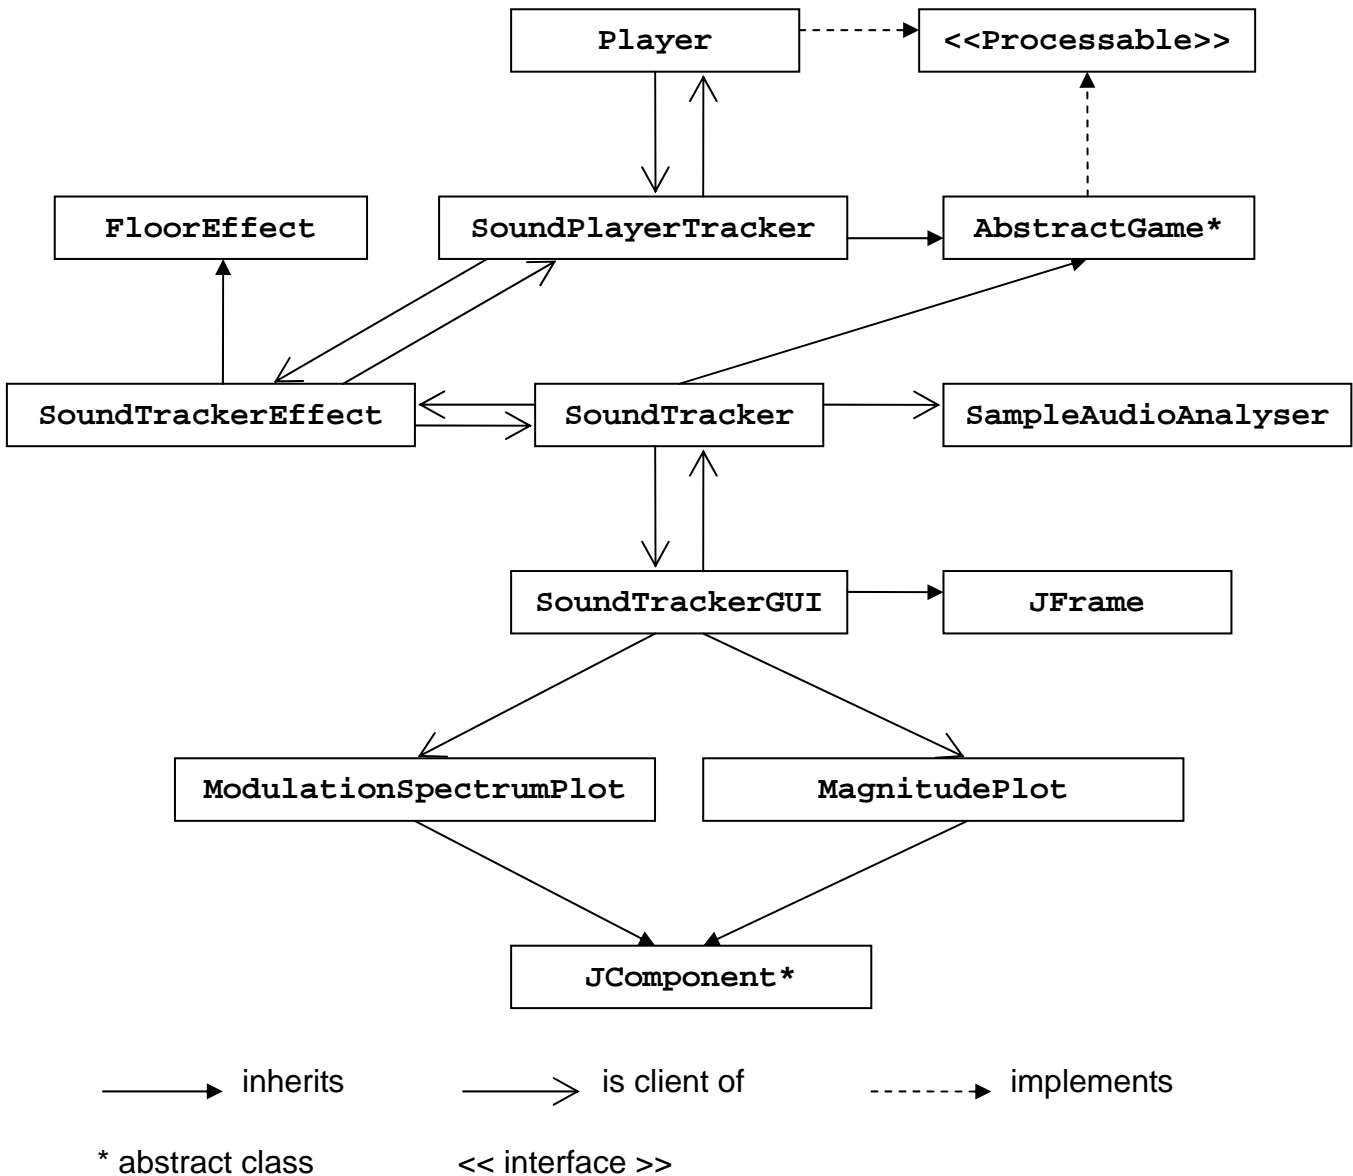 Player
<<Processable>>
FloorEffect
SoundPlayerTracker
AbstractGame*
SoundTrackerEffect
SoundTracker
SampleAudioAnalyser
SoundTrackerGUI
JFrame
ModulationSpectrumPlot
MagnitudePlot
JComponent*
inherits
is client of
implements
* abstract class
<< interface >>